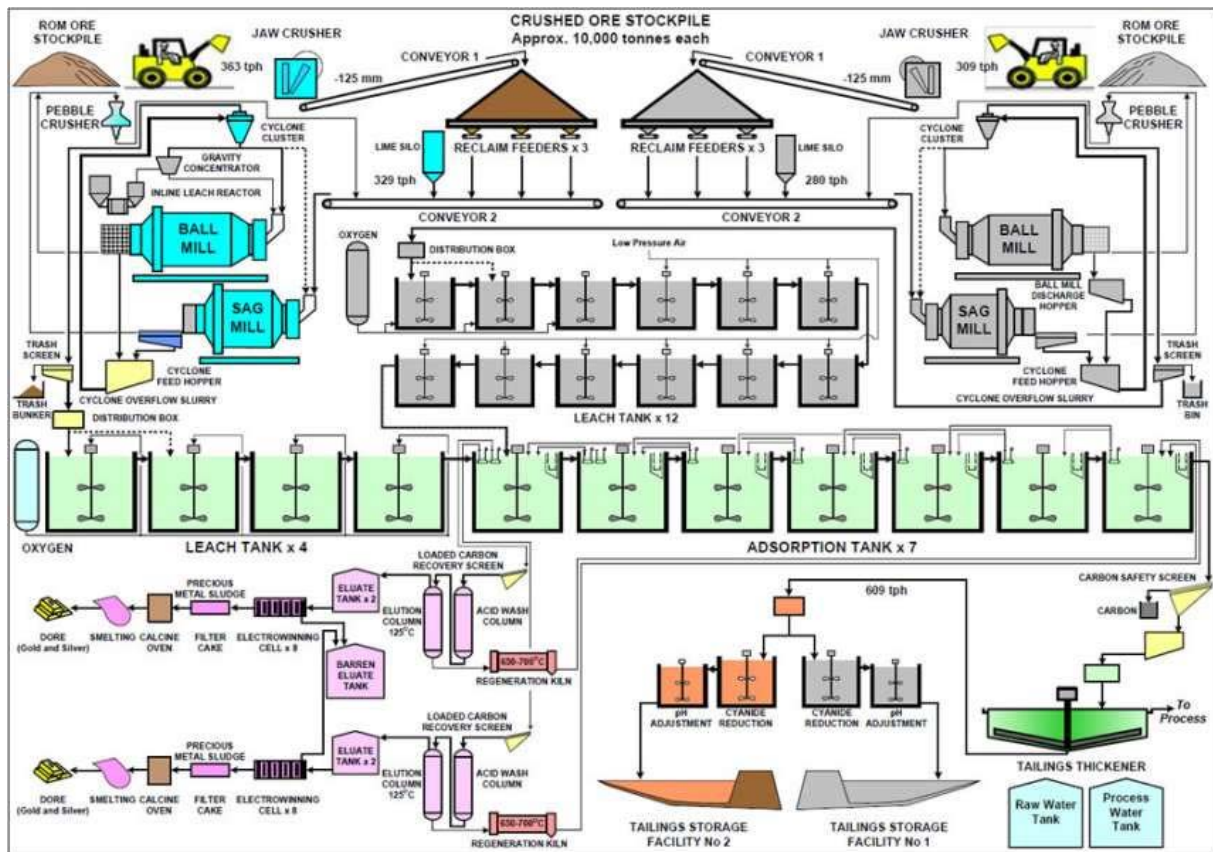 CRUSHED ORE STOCKPILE
Approx. 10,000 tonnes each
ROM ORE
STOCKPILE
363 tph
JAW CRUSHER
CONVEYOR 1
-125 mm
CONVEYOR 1
-125 mm
JAW CRUSHER
309 tph
ROM ORE
STOCKPILE
PEBBLE
CRUSHER
CYCLONE
CLUSTER
GRAVITY
CONCENTRATOR
INLINE LEACH REACTOR
LIME SILO
329 tph
RECLAIM FEEDERS x 3
RECLAIM FEEDERS x 3
LIME SILO
280 tph
CYCLONE
CLUSTER
PEBBLE
CRUSHER
CONVEYOR 2
CONVEYOR 2
BALL
MILL
SAG
MILL
OXYGEN
DISTRIBUTION BOX
Low Pressure Air
BALL
MILL
BALL MILL
DISCHARGE
HOPPER
SAG
MILL
TRASH
SCREEN
TRASH
BUNKER
CYCLONE
FEED HOPPER
CYCLONE OVERFLOW SLURRY
DISTRIBUTION BOX
LEACH TANK x 12
CYCLONE
FEED HOPPER
CYCLONE OVERFLOW SLURRY
TRASH
SCREEN
TRASH
BIN
OXYGEN
LEACH TANK x 4
ADSORPTION TANK x 7
LOADED CARBON
RECOVERY SCREEN
PRECIOUS
METAL SLUDGE
ELUATE
TANK x 2
ELUTION
COLUMN
125°C
ACID WASH
COLUMN
DORE
(Gold and Silver)
SMELTING
CALCINE
OVEN
FILTER
CAKE
ELECTROWINNING
CELL x 8
BARREN
ELUATE
TANK
650-700°C
REGENERATION KILN
609 tph
CARBON SAFETY SCREEN
CARBON
pH
ADJUSTMENT
CYANIDE
REDUCTION
CYANIDE
REDUCTION
pH
ADJUSTMENT
To
Process
TAILINGS THICKENER
LOADED CARBON
RECOVERY SCREEN
PRECIOUS
METAL SLUDGE
ELUATE
TANK x 2
ELUTION
COLUMN
125°C
ACID WASH
COLUMN
DORE
(Gold and Silver)
SMELTING
CALCINE
OVEN
FILTER
CAKE
ELECTROWINNING
CELL x 8
650-700°C
REGENERATION KILN
TAILINGS STORAGE
FACILITY No 2
TAILINGS STORAGE
FACILITY No 1
Raw Water
Tank
Process
Water
Tank